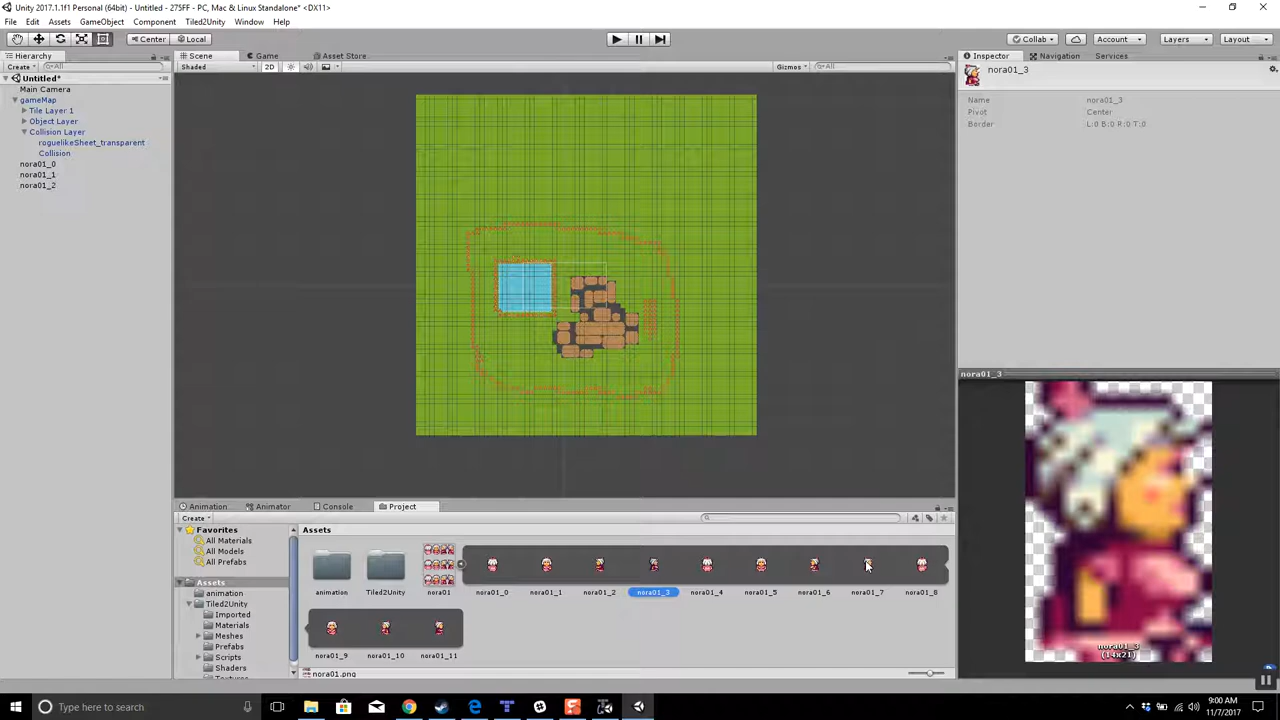 Unity 2017.1.1f1 Personal (64bit) - Untitled - 275FF - PC, Mac & Linux Standalone* <DX11>
File Edit Assets GameObject Component Tiled2Unity Window Help
Center Local Collab Account Layers Layout
Hierarchy Scene Game Asset Store Inspector Navigation Services
Create All Shaded 2D Gizmos All nora01_3
Untitled*
Main Camera
gameMap
Tile Layer 1
Object Layer
Collision Layer
roguelikeSheet_transparent
Collision
nora01_0
nora01_1
nora01_2
Name nora01_3
Pivot Center
Border L:0 B:0 R:0 T:0
nora01_3
Animation Animator Console Project
Create
Favorites
All Materials
All Models
All Prefabs
Assets
animation
Tiled2Unity
Imported
Materials
Meshes
Prefabs
Scripts
Shaders
Assets
animation Tiled2Unity nora01 nora01_0 nora01_1 nora01_2 nora01_3 nora01_4 nora01_5 nora01_6 nora01_7 nora01_8
nora01_9 nora01_10 nora01_11
nora01.png
nora01_3
(14x21)
Type here to search
9:00 AM
11/7/2017